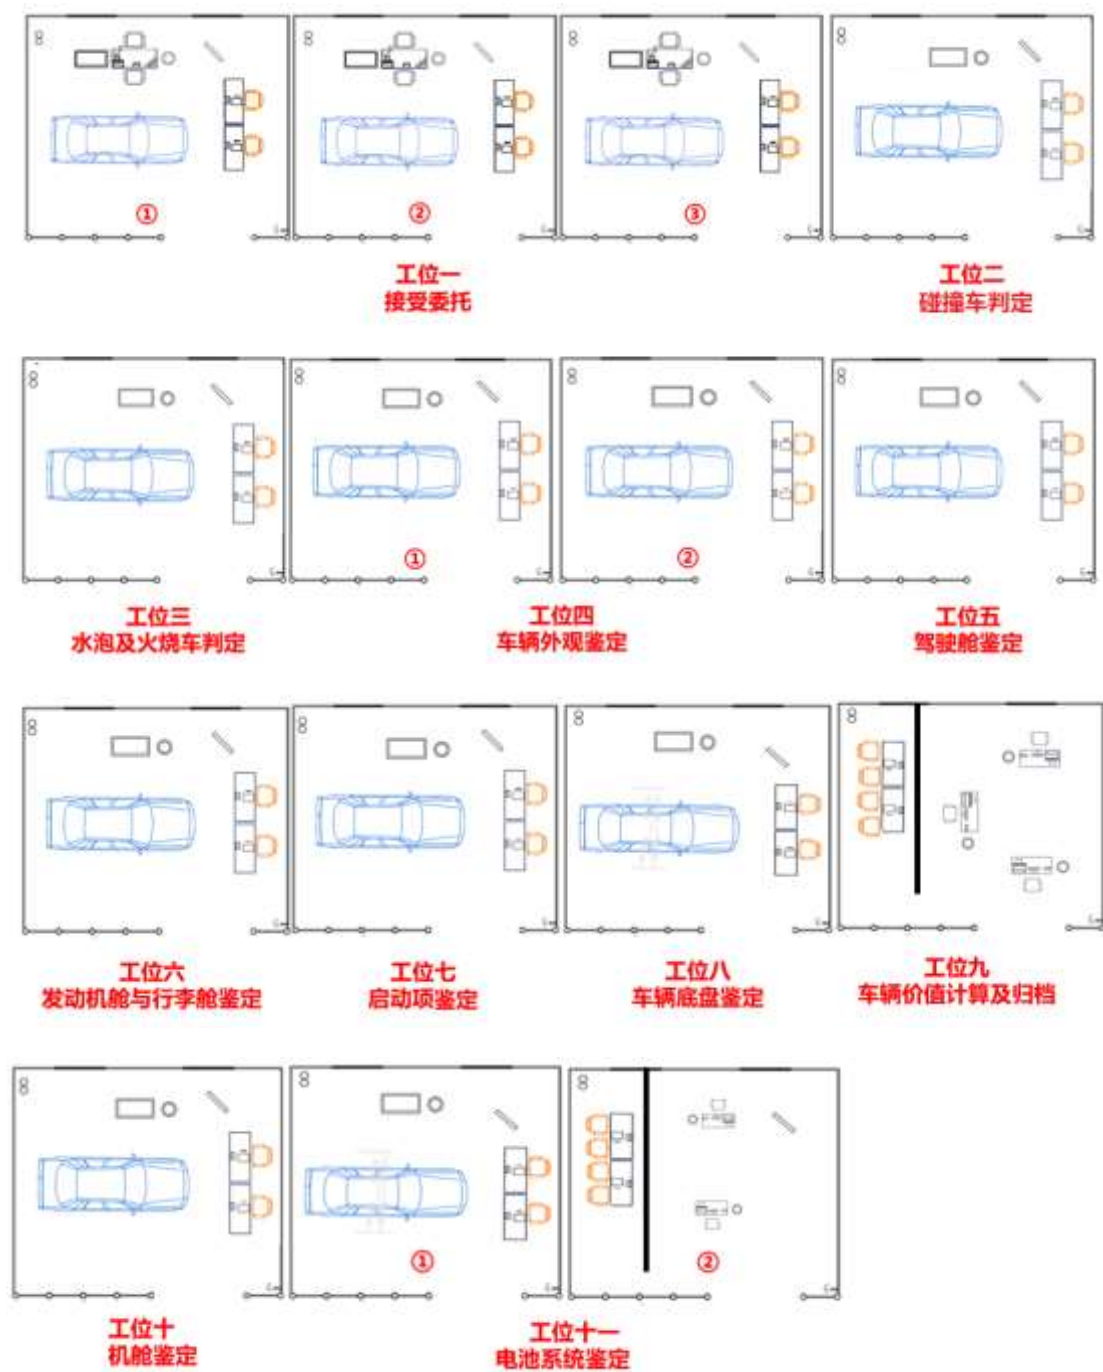 ①
②
③
工位一
接受委托
工位二
碰撞车判定
①
②
工位三
水泡及火烧车判定
工位四
车辆外观鉴定
工位五
驾驶舱鉴定
工位六
发动机舱与行李舱鉴定
工位七
启动项鉴定
工位八
车辆底盘鉴定
工位九
车辆价值计算及归档
①
②
工位十
机舱鉴定
工位十一
电池系统鉴定